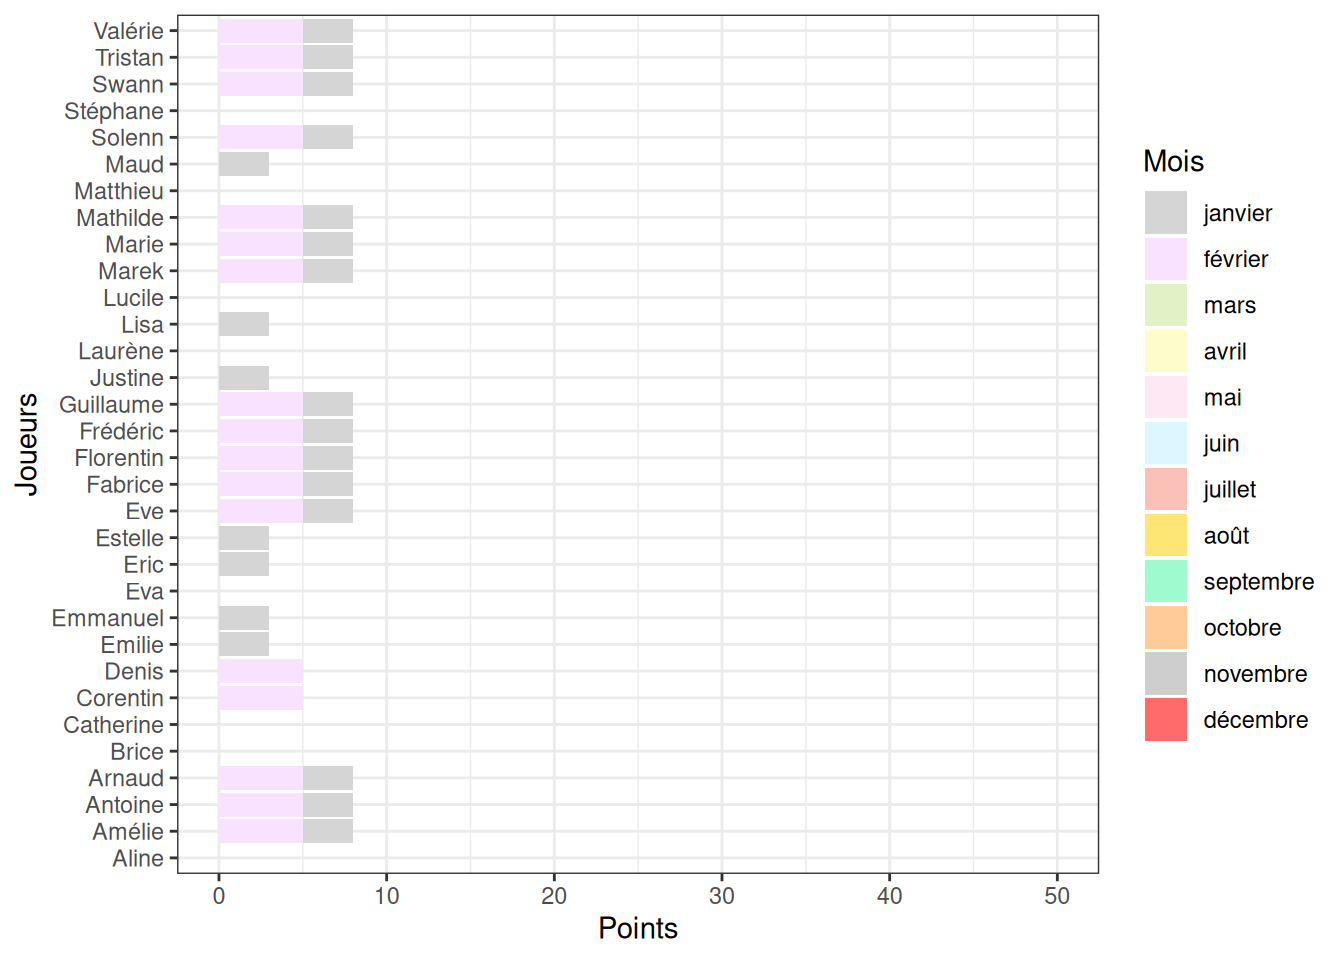 Joueurs
Valérie
Tristan
Swann
Stéphane
Solenn
Maud
Matthieu
Mathilde
Marie
Marek
Lucile
Lisa
Laurène
Justine
Guillaume
Frédéric
Florentin
Fabrice
Eve
Estelle
Eric
Eva
Emmanuel
Emilie
Denis
Corentin
Catherine
Brice
Arnaud
Antoine
Amélie
Aline
0 10 20 30 40 50
Points
Mois
janvier
février
mars
avril
mai
juin
juillet
août
septembre
octobre
novembre
décembre